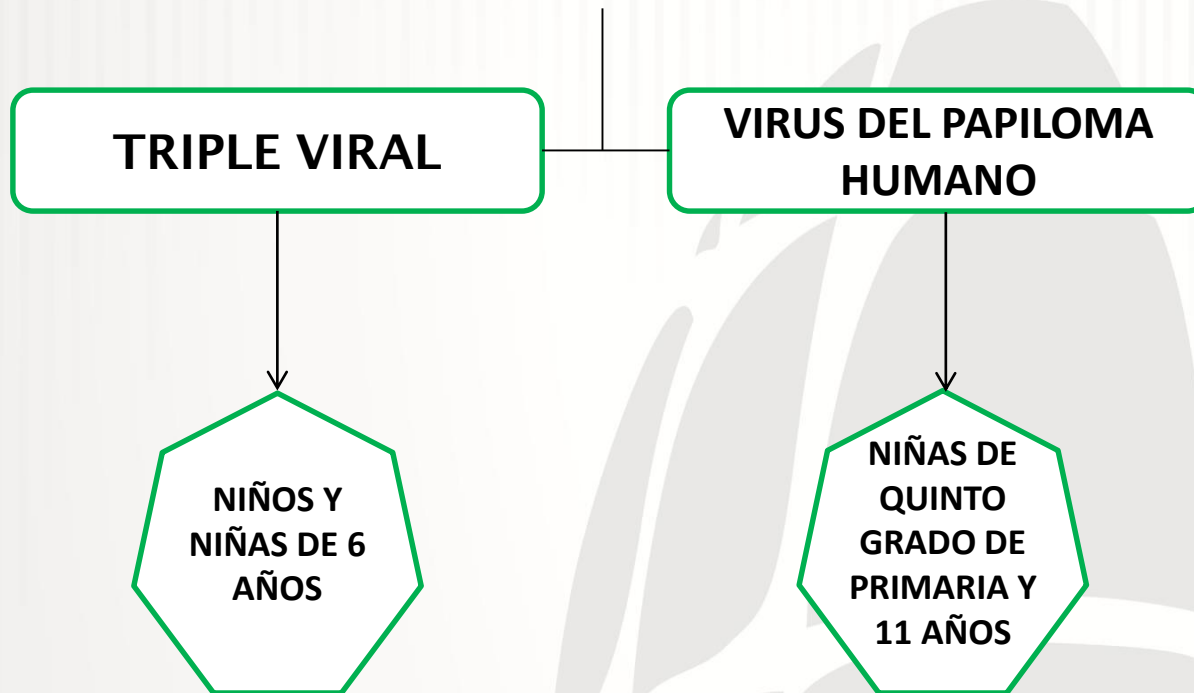 TRIPLE VIRAL
VIRUS DEL PAPILOMA
HUMANO
NIÑOS Y
NIÑAS DE 6
AÑOS
NIÑAS DE
QUINTO
GRADO DE
PRIMARIA Y
11 AÑOS